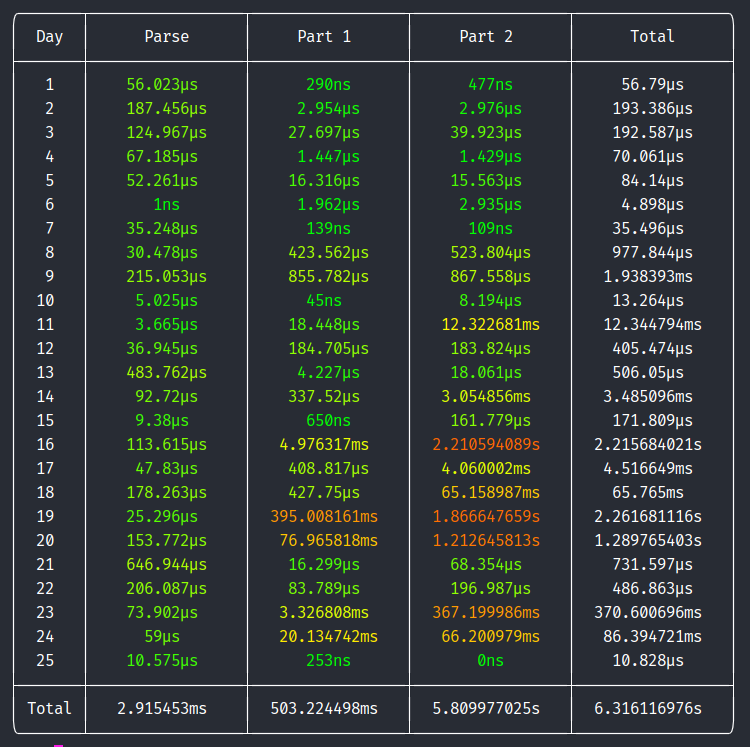 Day Parse Part 1 Part 2 Total
1 56.023µs 290ns 477ns 56.79µs
2 187.456µs 2.954µs 2.976µs 193.386µs
3 124.967µs 27.697µs 39.923µs 192.587µs
4 67.185µs 1.447µs 1.429µs 70.061µs
5 52.261µs 16.316µs 15.563µs 84.14µs
6 1ns 1.962µs 2.935µs 4.898µs
7 35.248µs 139ns 109ns 35.496µs
8 30.478µs 423.562µs 523.804µs 977.844µs
9 215.053µs 855.782µs 867.558µs 1.938393ms
10 5.025µs 45ns 8.194µs 13.264µs
11 3.665µs 18.448µs 12.322681ms 12.344794ms
12 36.945µs 184.705µs 183.824µs 405.474µs
13 483.762µs 4.227µs 18.061µs 506.05µs
14 92.72µs 337.52µs 3.054856ms 3.485096ms
15 9.38µs 650ns 161.779µs 171.809µs
16 113.615µs 4.976317ms 2.210594089s 2.215684021s
17 47.83µs 408.817µs 4.060002ms 4.516649ms
18 178.263µs 427.75µs 65.158987ms 65.765ms
19 25.296µs 395.008161ms 1.866647659s 2.261681116s
20 153.772µs 76.965818ms 1.212645813s 1.289765403s
21 646.944µs 16.299µs 68.354µs 731.597µs
22 206.087µs 83.789µs 196.987µs 486.863µs
23 73.902µs 3.326808ms 367.199986ms 370.600696ms
24 59µs 20.134742ms 66.200979ms 86.394721ms
25 10.575µs 253ns 0ns 10.828µs
Total 2.915453ms 503.224498ms 5.809977025s 6.316116976s